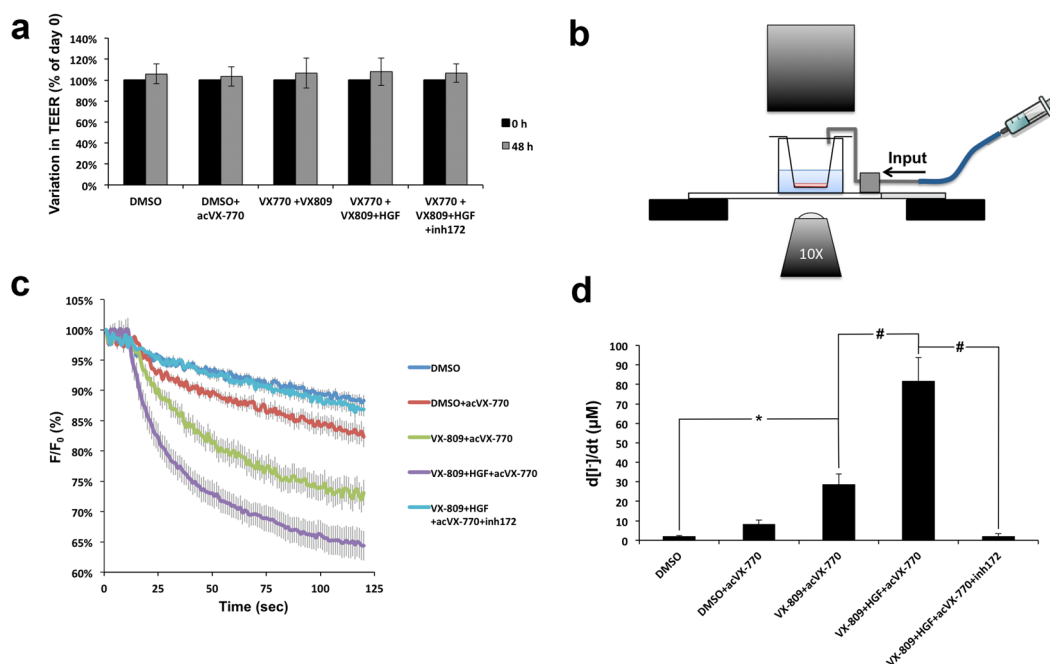 a
Variation in TEER (% of day 0)
140%
120%
100%
80%
60%
40%
20%
0%
DMSO
DMSO+
acVX-770
VX770 +VX809
VX770 +
VX809+HGF
VX770 +
VX809+HGF
+inh172
0 h
48 h
b
Input
10X
c
F/F0 (%)
105%
100%
95%
90%
85%
80%
75%
70%
65%
60%
0
25
50
75
100
125
Time (sec)
DMSO
DMSO+acVX-770
VX-809+acVX-770
VX-809+HGF+acVX-770
VX-809+HGF
+acVX-770+inh172
d
d[I-]/dt (µM)
100
90
80
70
60
50
40
30
20
10
0
*
#
#
DMSO
DMSO+acVX-770
VX-809+acVX-770
VX-809+HGF+acVX-770
VX-809+HGF+acVX-770+inh172